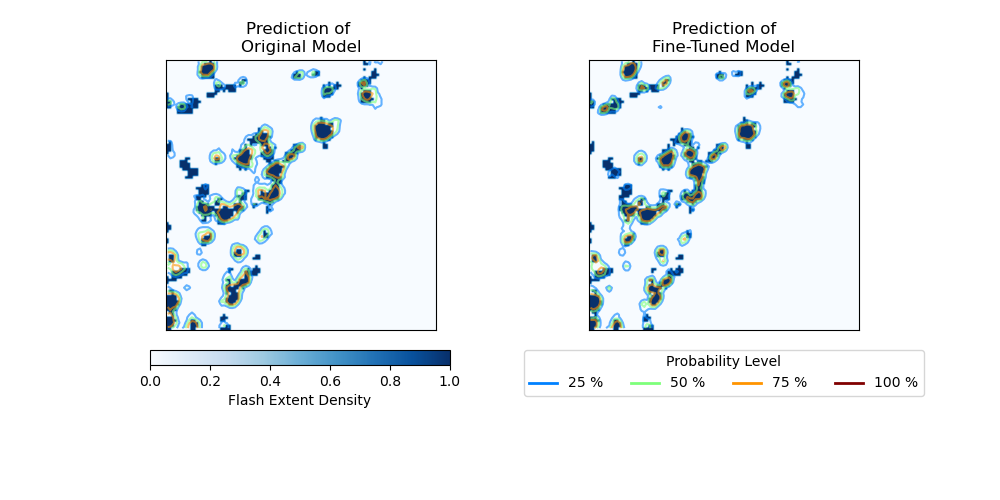 Prediction of
Original Model
Prediction of
Fine-Tuned Model
0.0 0.2 0.4 0.6 0.8 1.0
Flash Extent Density
Probability Level
25 % 50 % 75 % 100 %